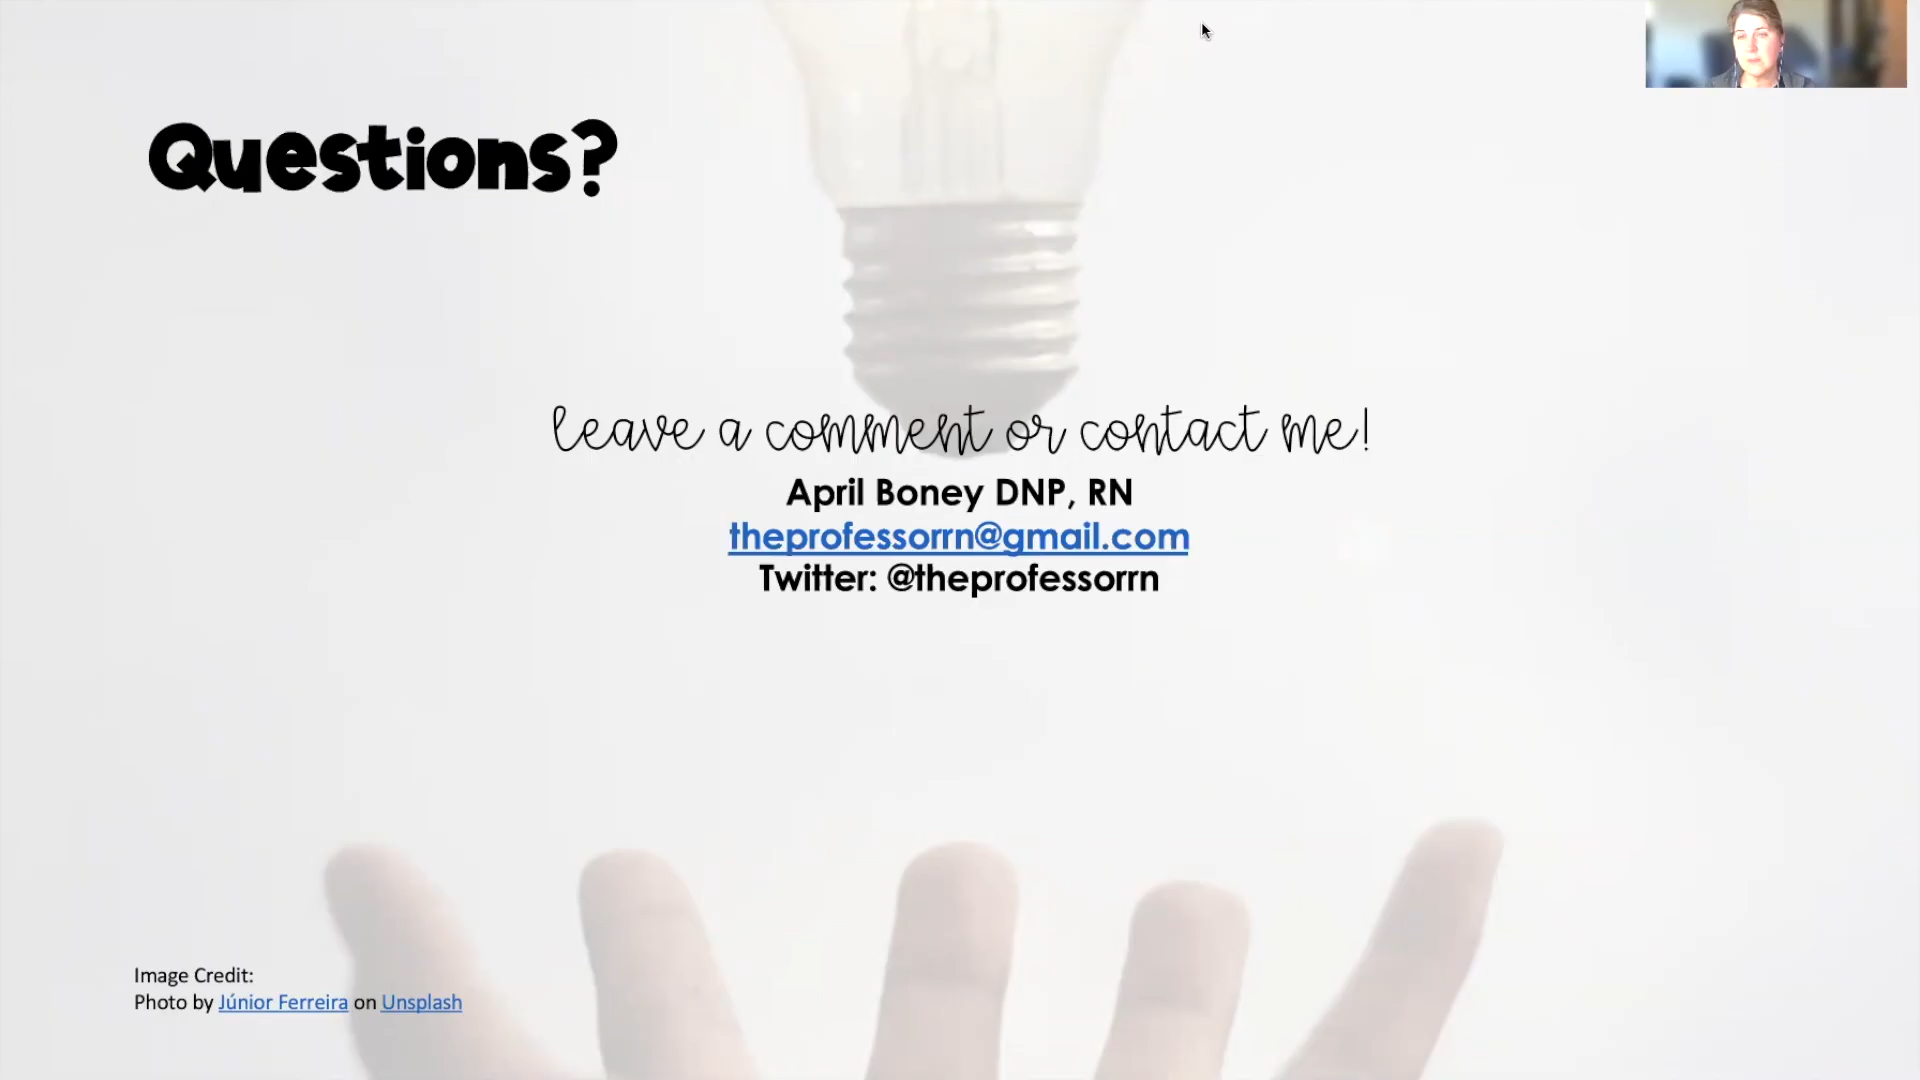 Questions?
leave a comment or contact me!
April Boney DNP, RN
theprofessorrn@gmail.com
Twitter: @theprofessorrn
Image Credit:
Photo by Júnior Ferreira on Unsplash